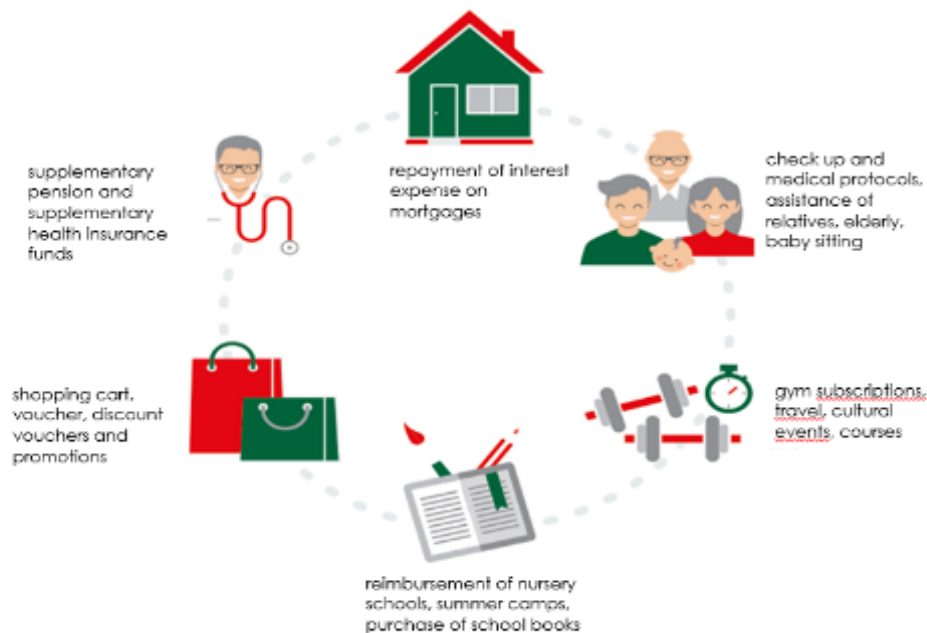 repayment of interest
expense on
mortgages
check up and
medical protocols,
assistance of
relatives, elderly,
baby sitting
gym subscriptions,
travel, cultural
events, courses
reimbursement of nursery
schools, summer camps,
purchase of school books
shopping cart,
voucher, discount
vouchers and
promotions
supplementary
pension and
supplementary
health insurance
funds